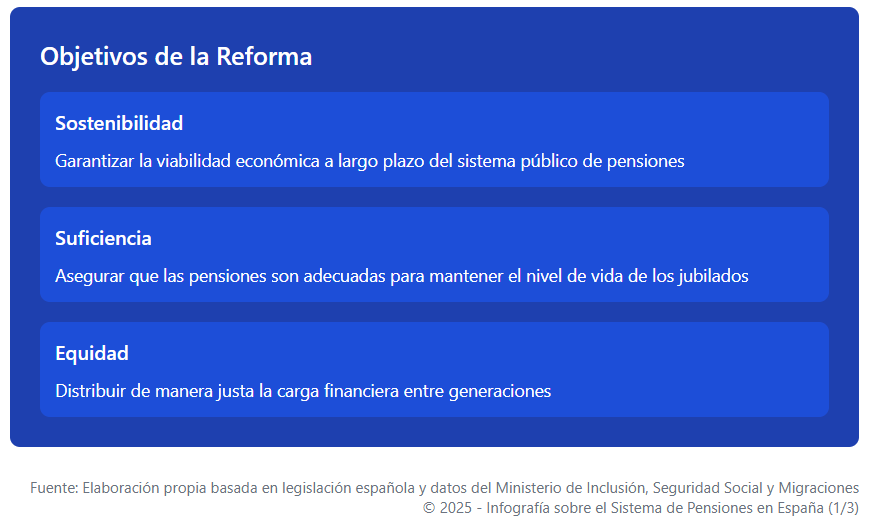 Objetivos de la Reforma
Sostenibilidad
Garantizar la viabilidad económica a largo plazo del sistema público de pensiones
Suficiencia
Asegurar que las pensiones son adecuadas para mantener el nivel de vida de los jubilados
Equidad
Distribuir de manera justa la carga financiera entre generaciones
Fuente: Elaboración propia basada en legislación española y datos del Ministerio de Inclusión, Seguridad Social y Migraciones
© 2025 - Infografía sobre el Sistema de Pensiones en España (1/3)